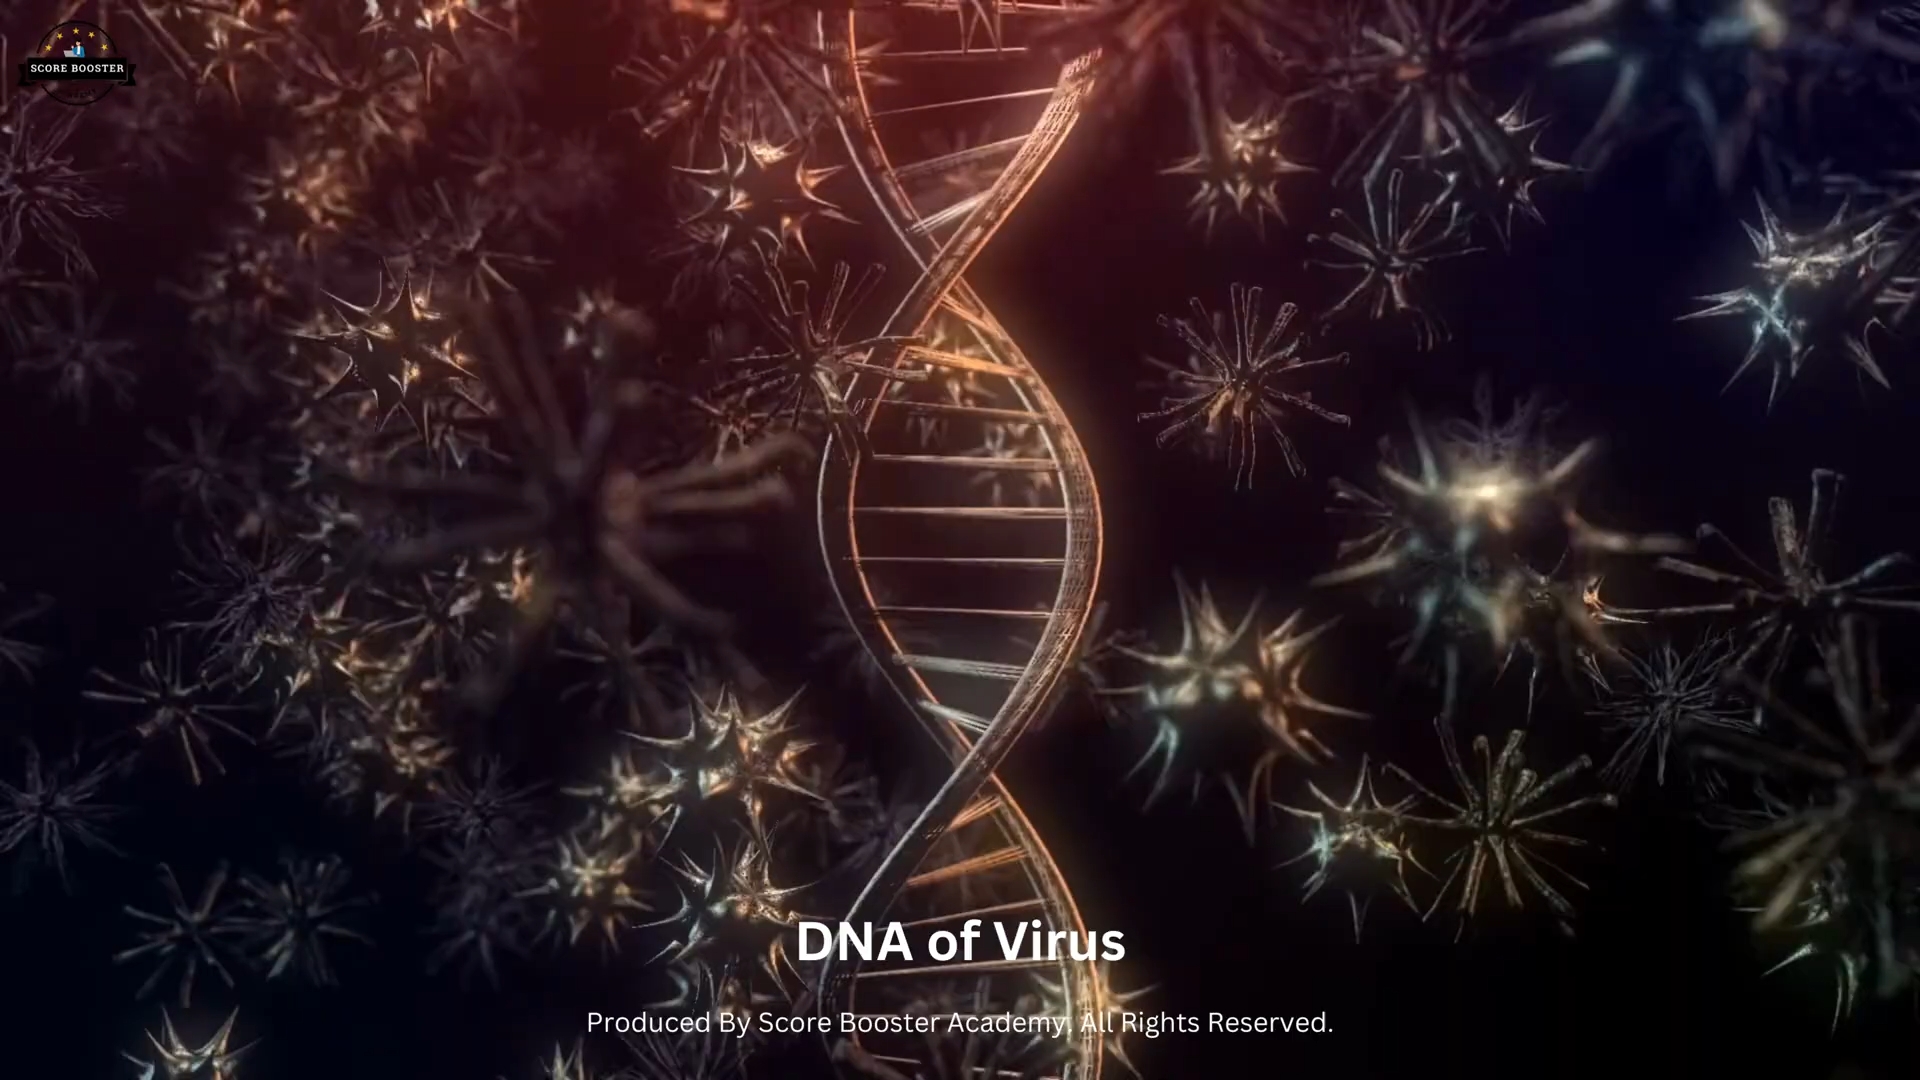 SCORE BOOSTER
DNA of Virus
Produced By Score Booster Academy. All Rights Reserved.